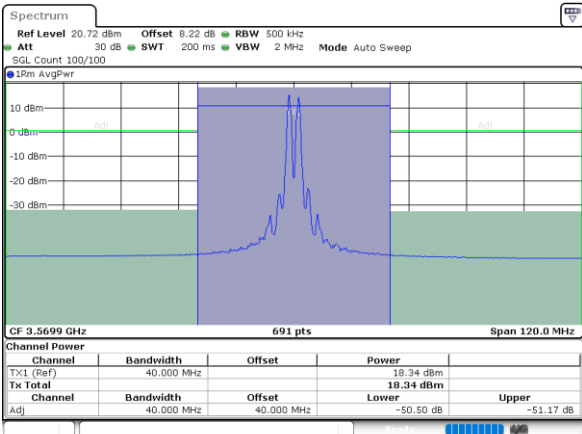 Spectrum
Ref Level 20.72 dBm Offset 8.22 dB RBW 500 kHz
Att 30 dB SWT 200 ms VBW 2 MHz Mode Auto Sweep
SGL Count 100/100
1Rm AvgPwr
10 dBm
Adj Adj
0 dBm
-10 dBm
-20 dBm
-30 dBm
CF 3.5699 GHz 691 pts Span 120.0 MHz
Channel Power
Channel Bandwidth Offset Power
TX1 (Ref) 40.000 MHz 18.34 dBm
Tx Total 18.34 dBm
Channel Bandwidth Offset Lower Upper
Adj 40.000 MHz 40.000 MHz -50.50 dB -51.17 dB
Ready